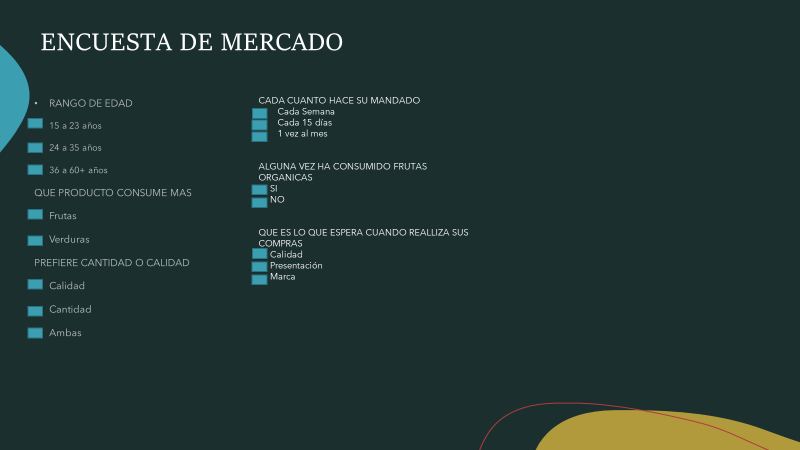 ENCUESTA DE MERCADO
• RANGO DE EDAD
15 a 23 años
24 a 35 años
36 a 60+ años
QUE PRODUCTO CONSUME MAS
Frutas
Verduras
PREFIERE CANTIDAD O CALIDAD
Calidad
Cantidad
Ambas
CADA CUANTO HACE SU MANDADO
Cada Semana
Cada 15 días
1 vez al mes
ALGUNA VEZ HA CONSUMIDO FRUTAS
ORGANICAS
SI
NO
QUE ES LO QUE ESPERA CUANDO REALLIZA SUS
COMPRAS
Calidad
Presentación
Marca